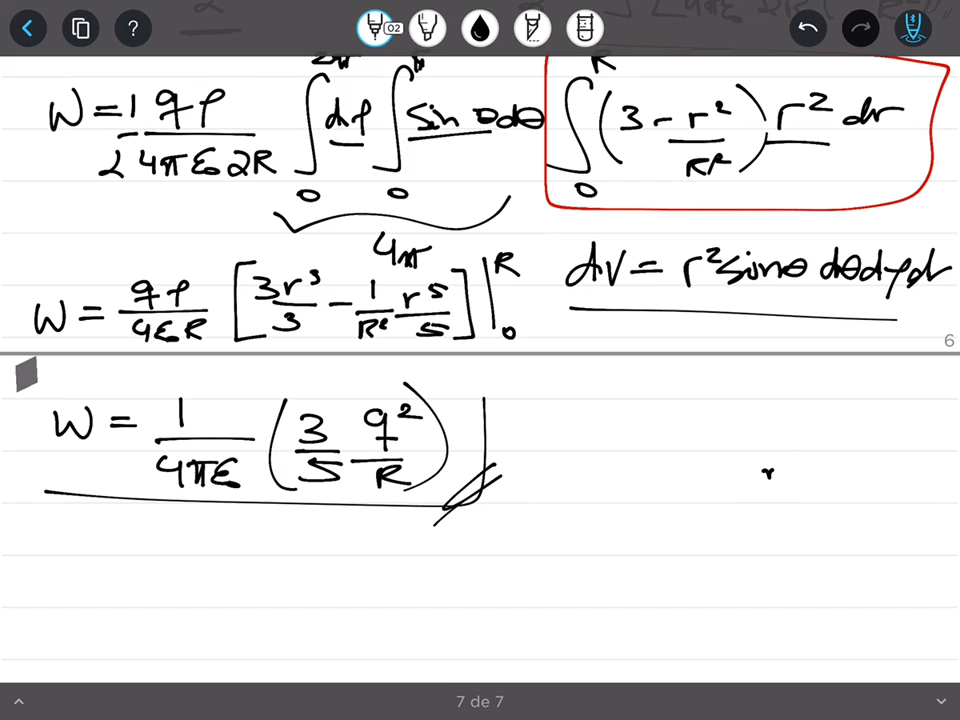 02
W = 1/2 qρ/(4πε₀2R) ∫₀^2π dφ ∫₀^π sin θ dθ ∫₀^R (3 - r²/R²) r² dr
4π
dV = r² sinθ dθ dφ dr
W = qρ/(4ε₀R) [3r³/3 - 1/R² r⁵/5] |₀^R
6
W = 1/(4πε) (3/5 q²/R)
7 de 7